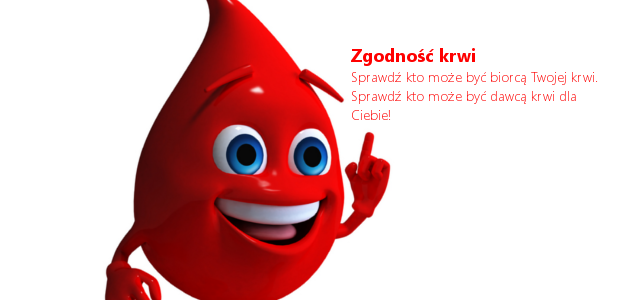 Zgodność krwi
Sprawdź kto może być biorcą Twojej krwi.
Sprawdź kto może być dawcą krwi dla
Ciebie!